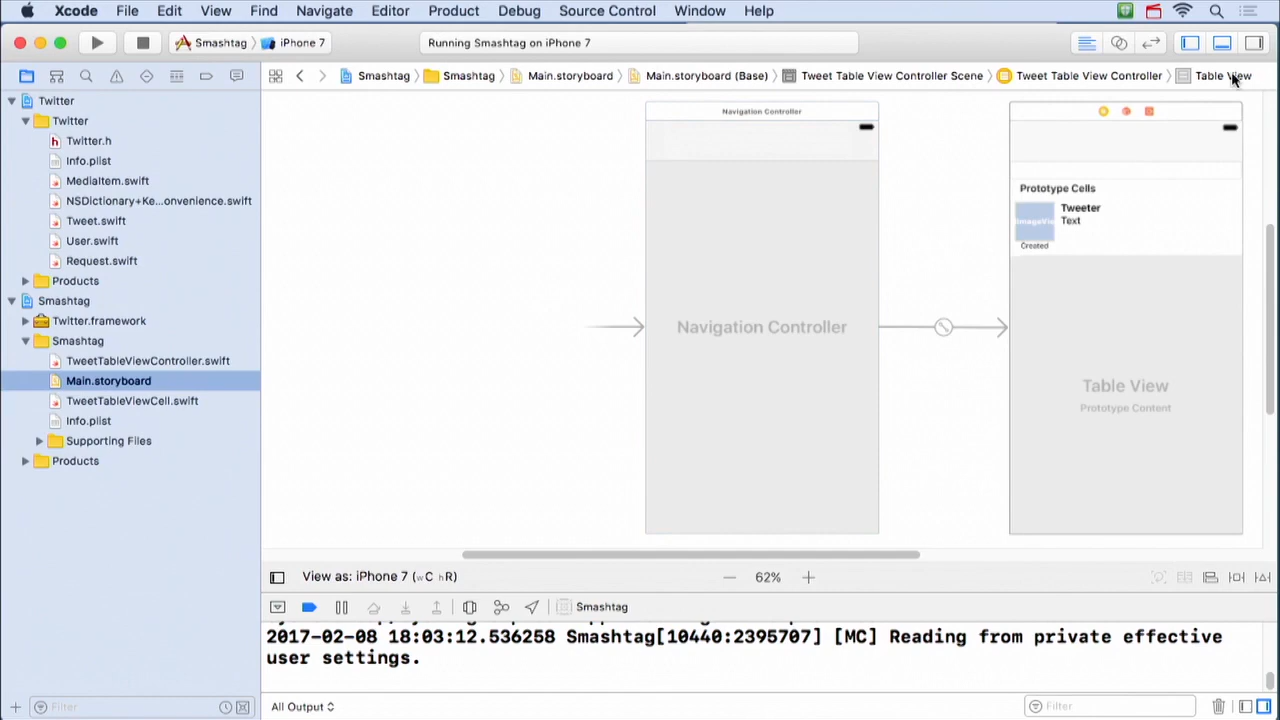 Xcode File Edit View Find Navigate Editor Product Debug Source Control Window Help
Smashtag iPhone 7 Running Smashtag on iPhone 7
Smashtag Smashtag Main.storyboard Main.storyboard (Base) Tweet Table View Controller Scene Tweet Table View Controller Table View
Twitter
Twitter
Twitter.h
Info.plist
MediaItem.swift
NSDictionary+Ke...onvenience.swift
Tweet.swift
User.swift
Request.swift
Products
Smashtag
Twitter.framework
Smashtag
TweetTableViewController.swift
Main.storyboard
TweetTableViewCell.swift
Info.plist
Supporting Files
Products
Filter
Navigation Controller
Navigation Controller
Prototype Cells
ImageVie
Tweeter
Text
Created
Table View
Prototype Content
View as: iPhone 7 (wC hR) 62%
Smashtag
2017-02-08 18:03:12.536258 Smashtag[10440:2395707] [MC] Reading from private effective
user settings.
All Output Filter